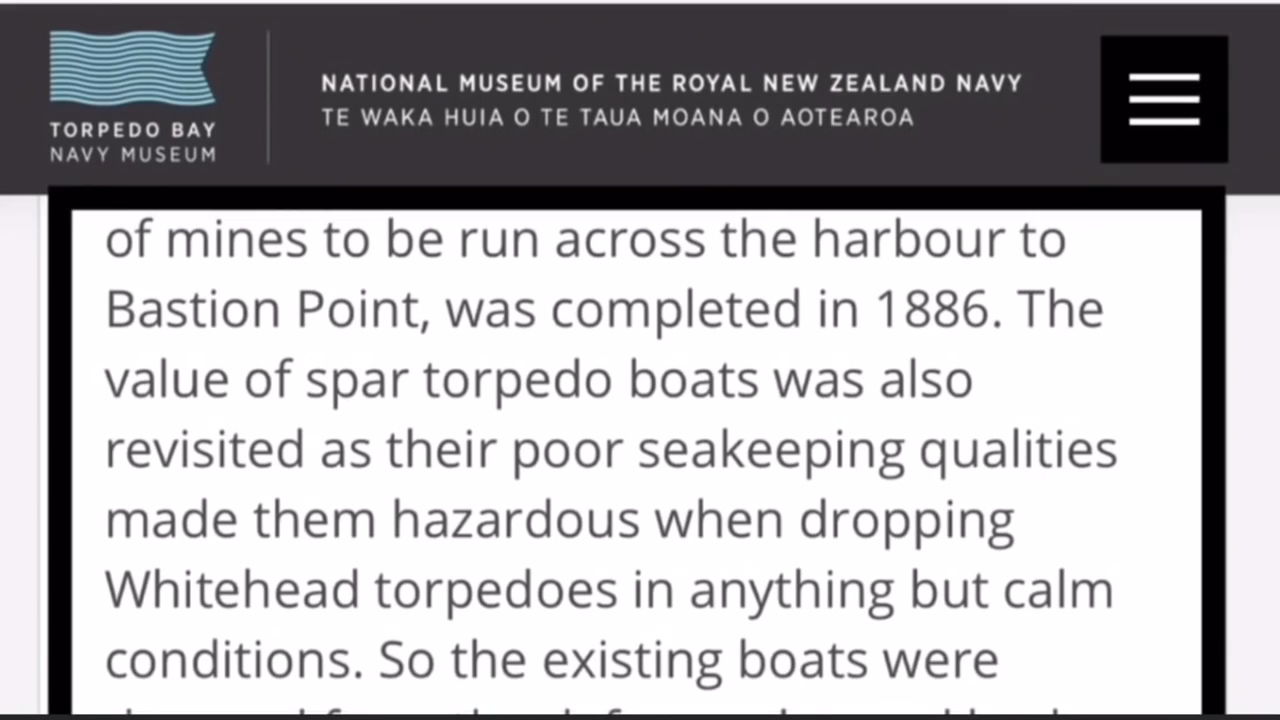 TORPEDO BAY
NAVY MUSEUM
NATIONAL MUSEUM OF THE ROYAL NEW ZEALAND NAVY
TE WAKA HUIA O TE TAUA MOANA O AOTEAROA
of mines to be run across the harbour to
Bastion Point, was completed in 1886. The
value of spar torpedo boats was also
revisited as their poor seakeeping qualities
made them hazardous when dropping
Whitehead torpedoes in anything but calm
conditions. So the existing boats were